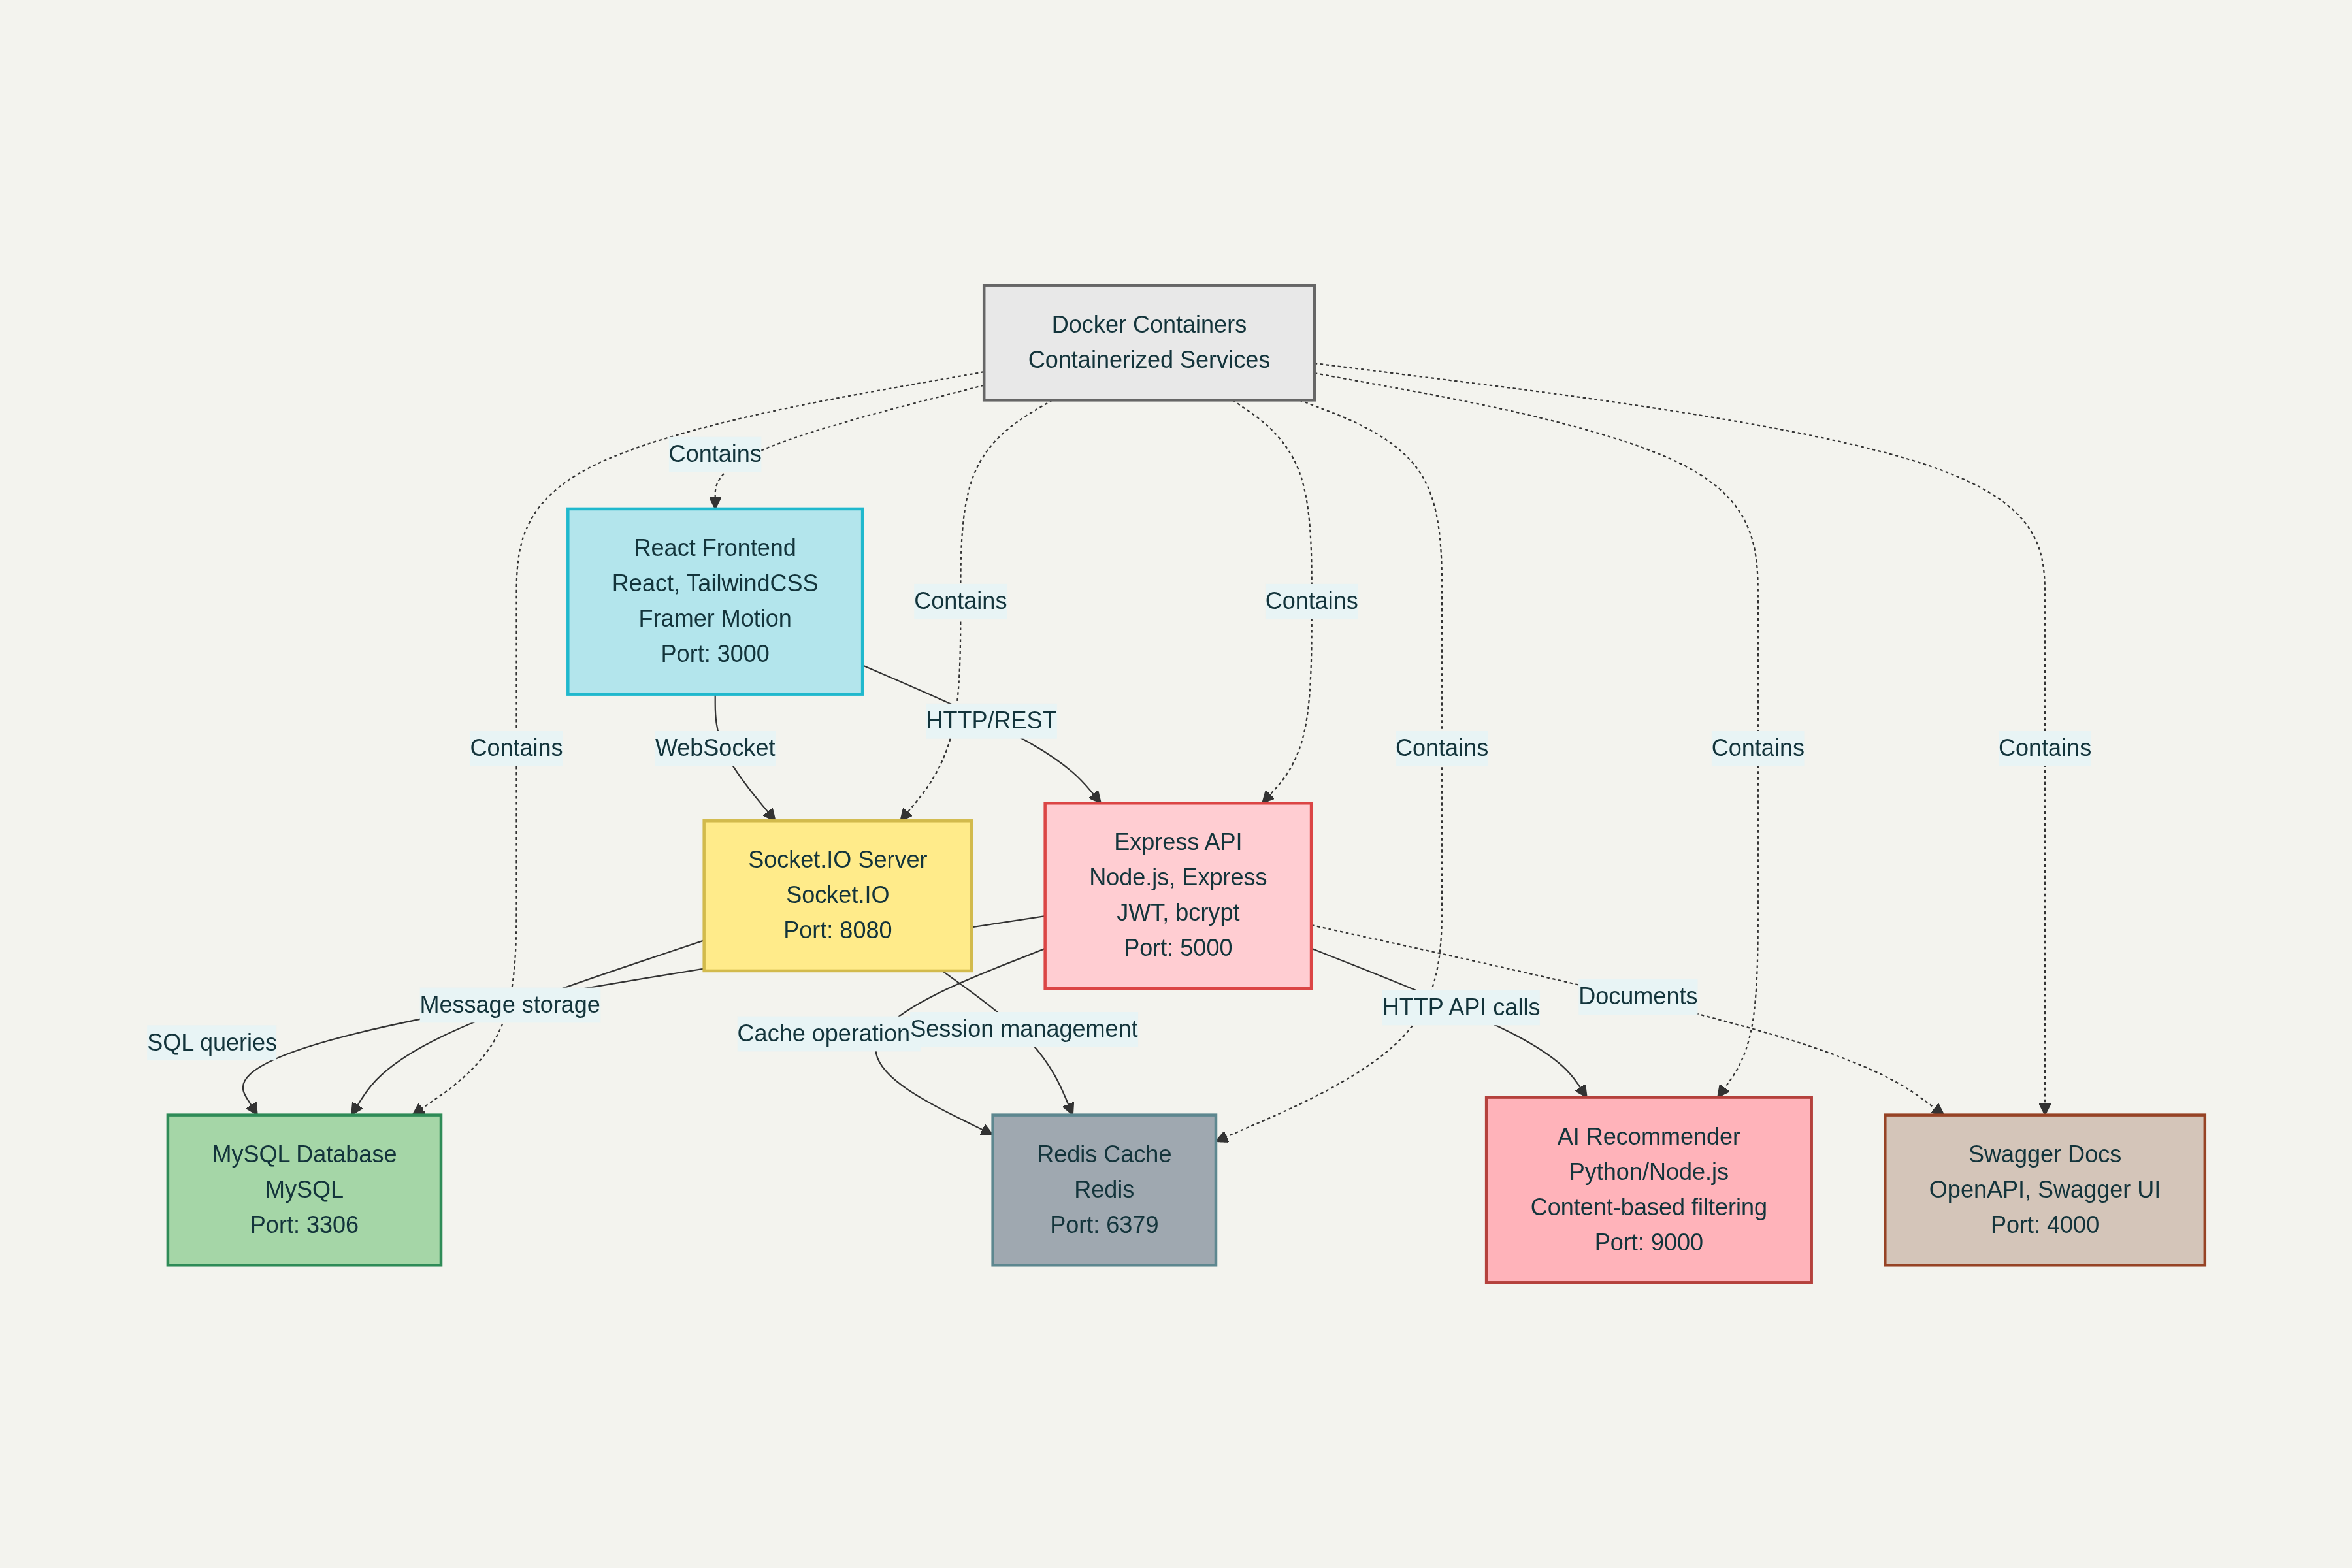 Docker Containers
Containerized Services
Contains
React Frontend
React, TailwindCSS
Framer Motion
Port: 3000
Contains
Contains
HTTP/REST
Contains
WebSocket
Contains
Contains
Contains
Socket.IO Server
Socket.IO
Port: 8080
Express API
Node.js, Express
JWT, bcrypt
Port: 5000
Message storage
SQL queries
Cache operation
Session management
HTTP API calls
Documents
MySQL Database
MySQL
Port: 3306
Redis Cache
Redis
Port: 6379
AI Recommender
Python/Node.js
Content-based filtering
Port: 9000
Swagger Docs
OpenAPI, Swagger UI
Port: 4000